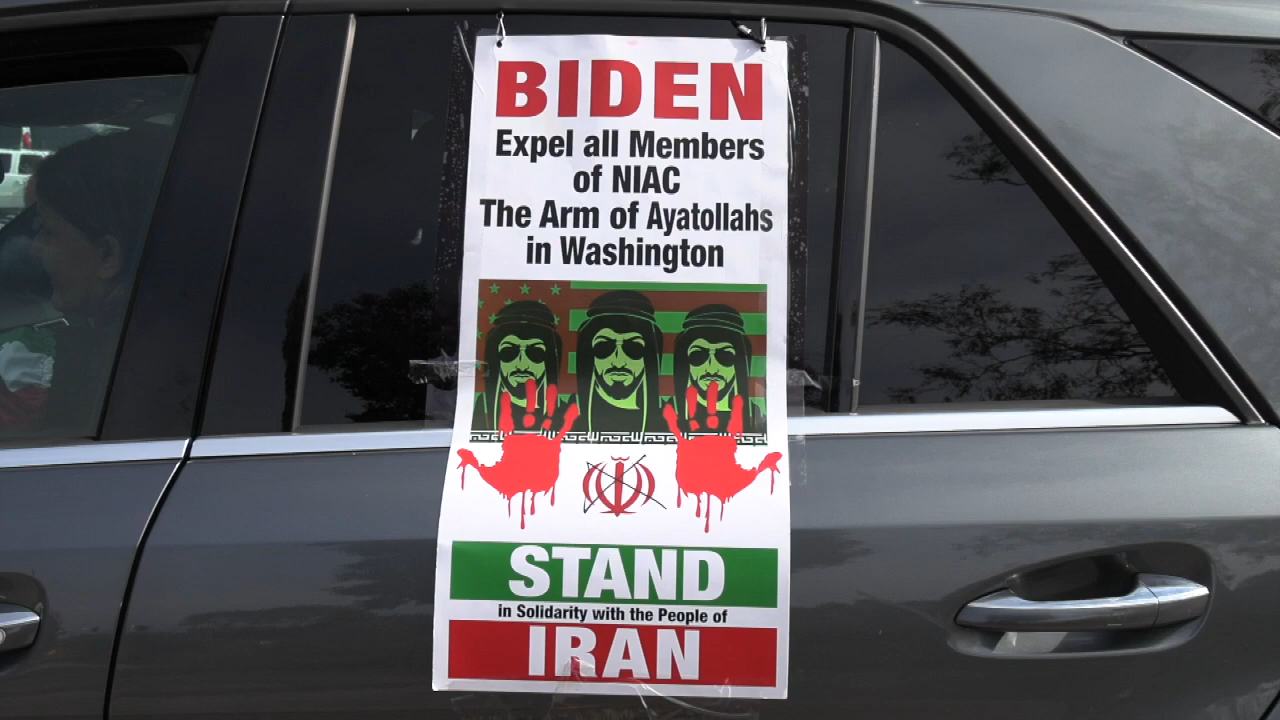 BIDEN
Expel all Members
of NIAC
The Arm of Ayatollahs
in Washington
STAND
in Solidarity with the People of
IRAN